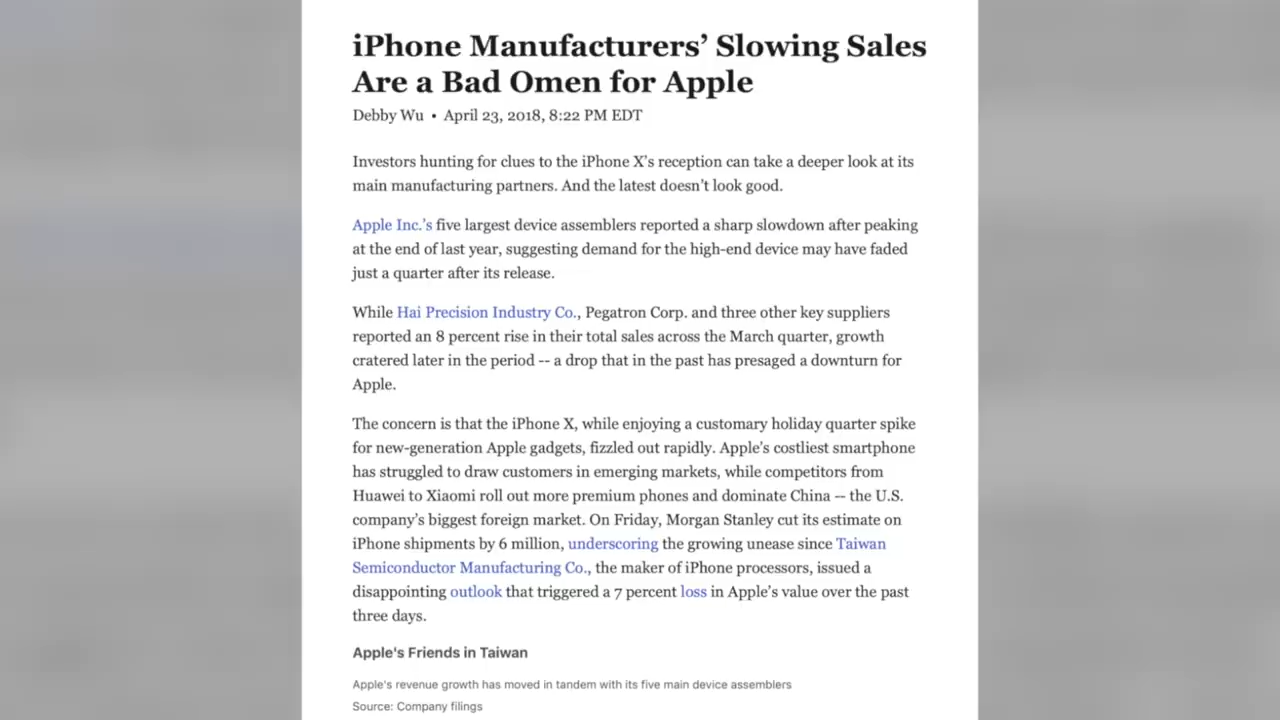 iPhone Manufacturers’ Slowing Sales
Are a Bad Omen for Apple
Debby Wu • April 23, 2018, 8:22 PM EDT
Investors hunting for clues to the iPhone X’s reception can take a deeper look at its
main manufacturing partners. And the latest doesn’t look good.
Apple Inc.’s five largest device assemblers reported a sharp slowdown after peaking
at the end of last year, suggesting demand for the high-end device may have faded
just a quarter after its release.
While Hai Precision Industry Co., Pegatron Corp. and three other key suppliers
reported an 8 percent rise in their total sales across the March quarter, growth
cratered later in the period -- a drop that in the past has presaged a downturn for
Apple.
The concern is that the iPhone X, while enjoying a customary holiday quarter spike
for new-generation Apple gadgets, fizzled out rapidly. Apple’s costliest smartphone
has struggled to draw customers in emerging markets, while competitors from
Huawei to Xiaomi roll out more premium phones and dominate China -- the U.S.
company’s biggest foreign market. On Friday, Morgan Stanley cut its estimate on
iPhone shipments by 6 million, underscoring the growing unease since Taiwan
Semiconductor Manufacturing Co., the maker of iPhone processors, issued a
disappointing outlook that triggered a 7 percent loss in Apple’s value over the past
three days.
Apple's Friends in Taiwan
Apple's revenue growth has moved in tandem with its five main device assemblers
Source: Company filings